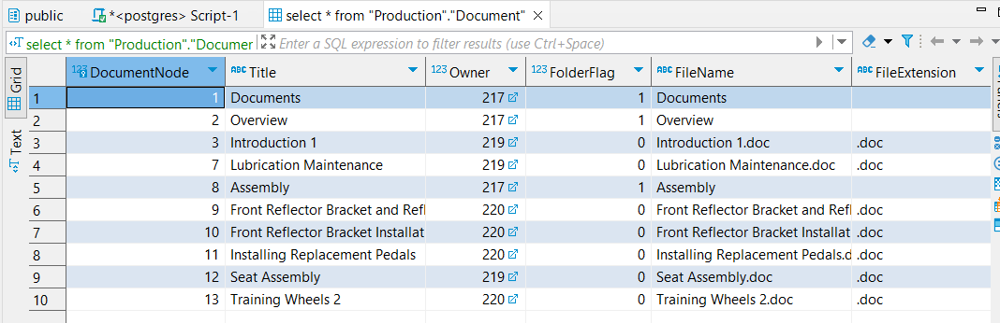 public *<postgres> Script-1 select * from "Production"."Document"
select * from "Production"."Documer Enter a SQL expression to filter results (use Ctrl+Space)
Grid
Text
123 DocumentNode ABC Title 123 Owner 123 FolderFlag ABC FileName ABC FileExtension
1 1 Documents 217 1 Documents
2 2 Overview 217 1 Overview
3 3 Introduction 1 219 0 Introduction 1.doc .doc
4 7 Lubrication Maintenance 219 0 Lubrication Maintenance.doc .doc
5 8 Assembly 217 1 Assembly
6 9 Front Reflector Bracket and Refl 220 0 Front Reflector Bracket and Refl .doc
7 10 Front Reflector Bracket Installat 220 0 Front Reflector Bracket Installat .doc
8 11 Installing Replacement Pedals 220 0 Installing Replacement Pedals.d .doc
9 12 Seat Assembly 219 0 Seat Assembly.doc .doc
10 13 Training Wheels 2 220 0 Training Wheels 2.doc .doc